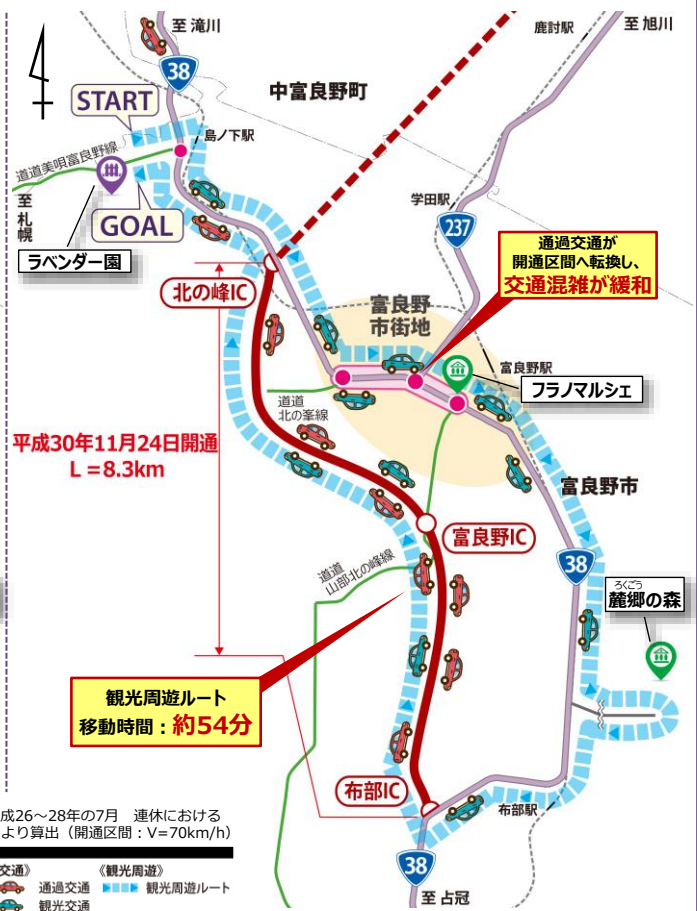 至 滝川
鹿討駅
至 旭川
38
中富良野町
START
島ノ下駅
道道美唄富良野線
至 札幌
GOAL
ラベンダー園
学田駅
237
通過交通が
開通区間へ転換し、
交通混雑が緩和
北の峰IC
富良野
市街地
富良野駅
フラノマルシェ
道道
北の峯線
平成30年11月24日開通
L=8.3km
富良野市
富良野IC
38
道道
山部北の峰線
ろくごう
麓郷の森
観光周遊ルート
移動時間：約54分
布部IC
布部駅
成26～28年の7月 連休における
より算出（開通区間：V=70km/h）
交通》
《観光周遊》
通過交通
観光周遊ルート
観光交通
38
至 占冠